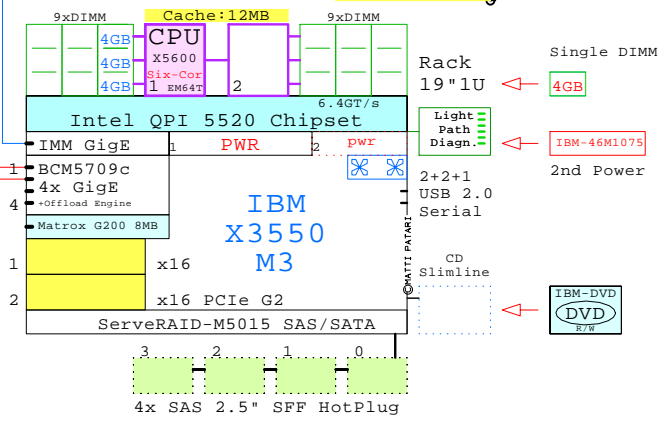 9xDIMM
Cache:12MB
9xDIMM
4GB
4GB
4GB
CPU
X5600
Six-Cor
1 EM64T
2
Rack
19"1U
Single DIMM
4GB
6.4GT/s
Intel QPI 5520 Chipset
Light
Path
Diagn.
IMM GigE
1
PWR
2
pwr
IBM-46M1075
2nd Power
1
BCM5709c
4x GigE
4
+Offload Engine
2+2+1
USB 2.0
Serial
Matrox G200 8MB
IBM
X3550
M3
©MATTI PATARI
CD
Slimline
1
x16
2
x16 PCIe G2
IBM-DVD
DVD
R/W
ServeRAID-M5015 SAS/SATA
3
2
1
0
4x SAS 2.5" SFF HotPlug